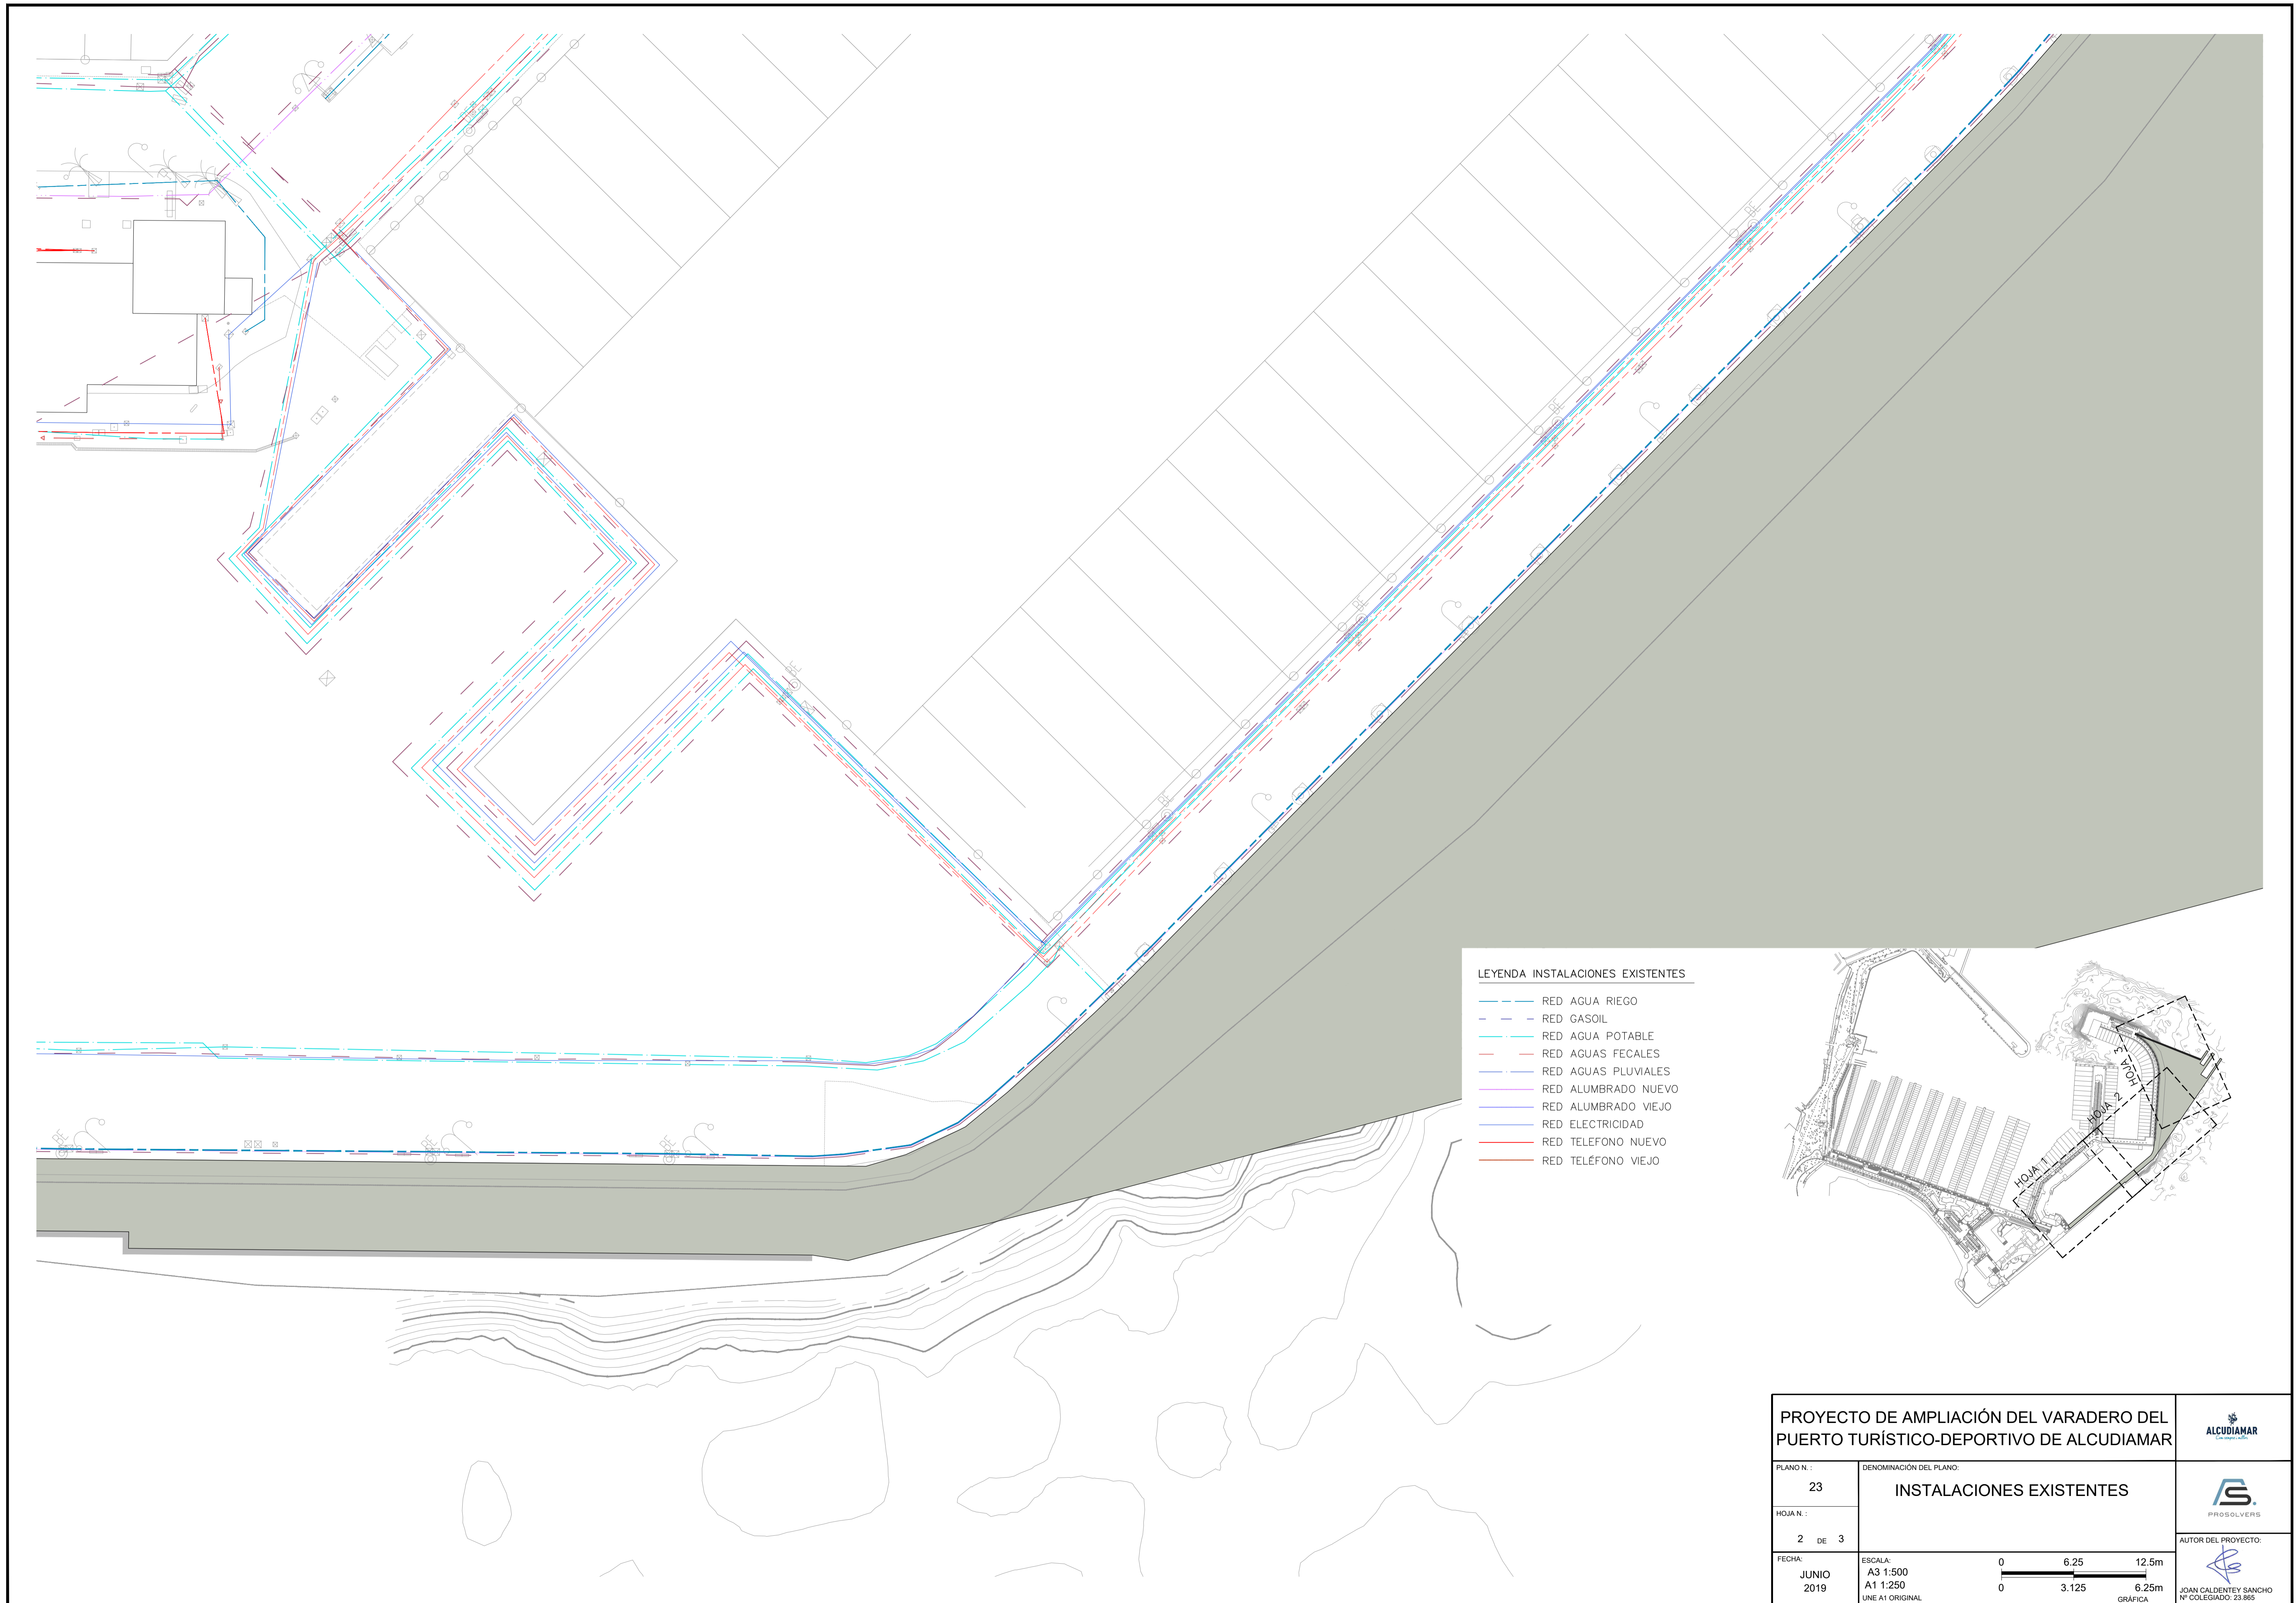 LEYENDA INSTALACIONES EXISTENTES
RED AGUA RIEGO
RED GASOIL
RED AGUA POTABLE
RED AGUAS FECALES
RED AGUAS PLUVIALES
RED ALUMBRADO NUEVO
RED ALUMBRADO VIEJO
RED ELECTRICIDAD
RED TELEFONO NUEVO
RED TELÉFONO VIEJO
HOJA 3
HOJA 2
HOJA 1
PROYECTO DE AMPLIACIÓN DEL VARADERO DEL
PUERTO TURÍSTICO-DEPORTIVO DE ALCUDIAMAR
ALCUDIAMAR
PLANO N. :
23
DENOMINACIÓN DEL PLANO:
INSTALACIONES EXISTENTES
PROSOLVERS
HOJA N. :
2 DE 3
FECHA:
JUNIO
2019
ESCALA:
A3 1:500
A1 1:250
UNE A1 ORIGINAL
0 6.25 12.5m
0 3.125 6.25m
GRÁFICA
AUTOR DEL PROYECTO:
JOAN CALDENTEY SANCHO
Nº COLEGIADO: 23.865